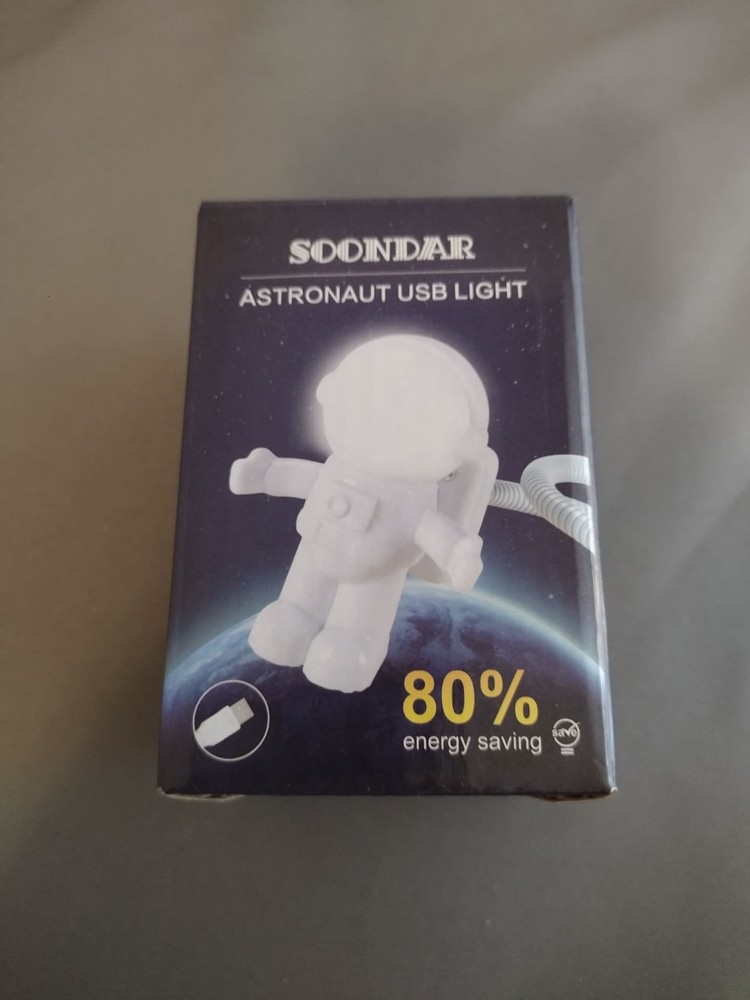 SOONDAR
ASTRONAUT USB LIGHT
80%
energy saving
save